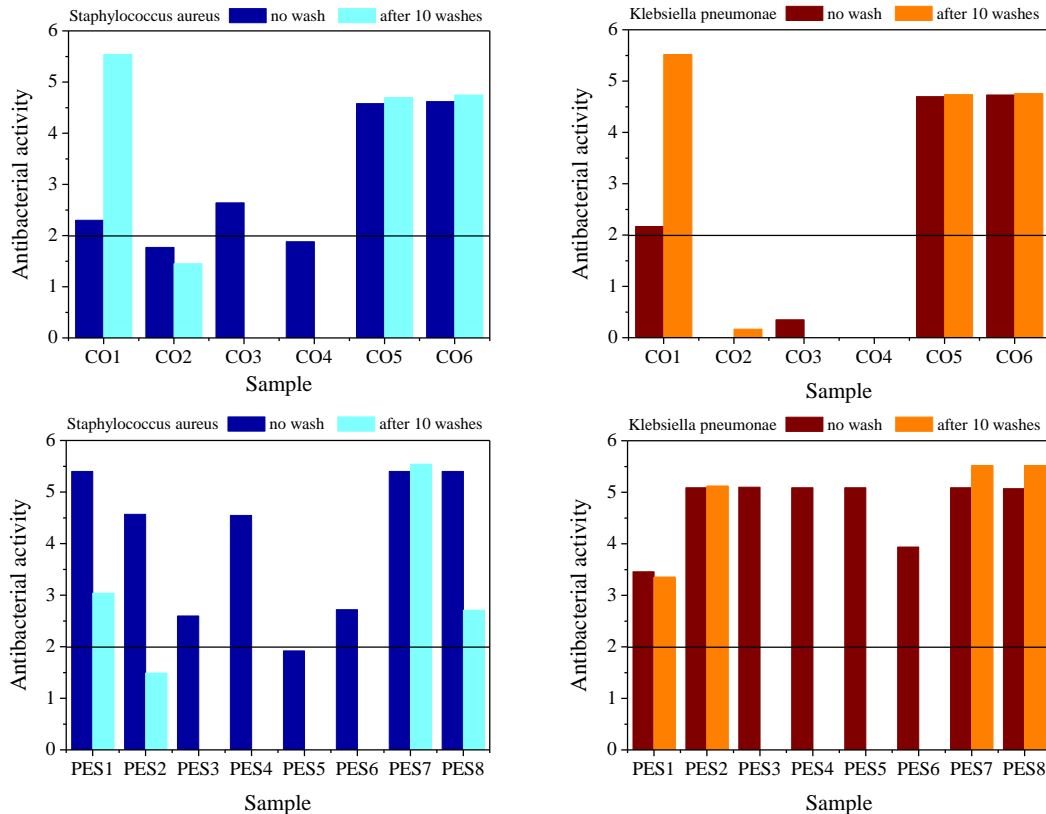 Staphylococcus aureus no wash after 10 washes
6
5
4
3
2
1
0
Antibacterial activity
CO1 CO2 CO3 CO4 CO5 CO6
Sample
Klebsiella pneumonae no wash after 10 washes
6
5
4
3
2
1
0
Antibacterial activity
CO1 CO2 CO3 CO4 CO5 CO6
Sample
Staphylococcus aureus no wash after 10 washes
6
5
4
3
2
1
0
Antibacterial activity
PES1 PES2 PES3 PES4 PES5 PES6 PES7 PES8
Sample
Klebsiella pneumonae no wash after 10 washes
6
5
4
3
2
1
0
Antibacterial activity
PES1 PES2 PES3 PES4 PES5 PES6 PES7 PES8
Sample